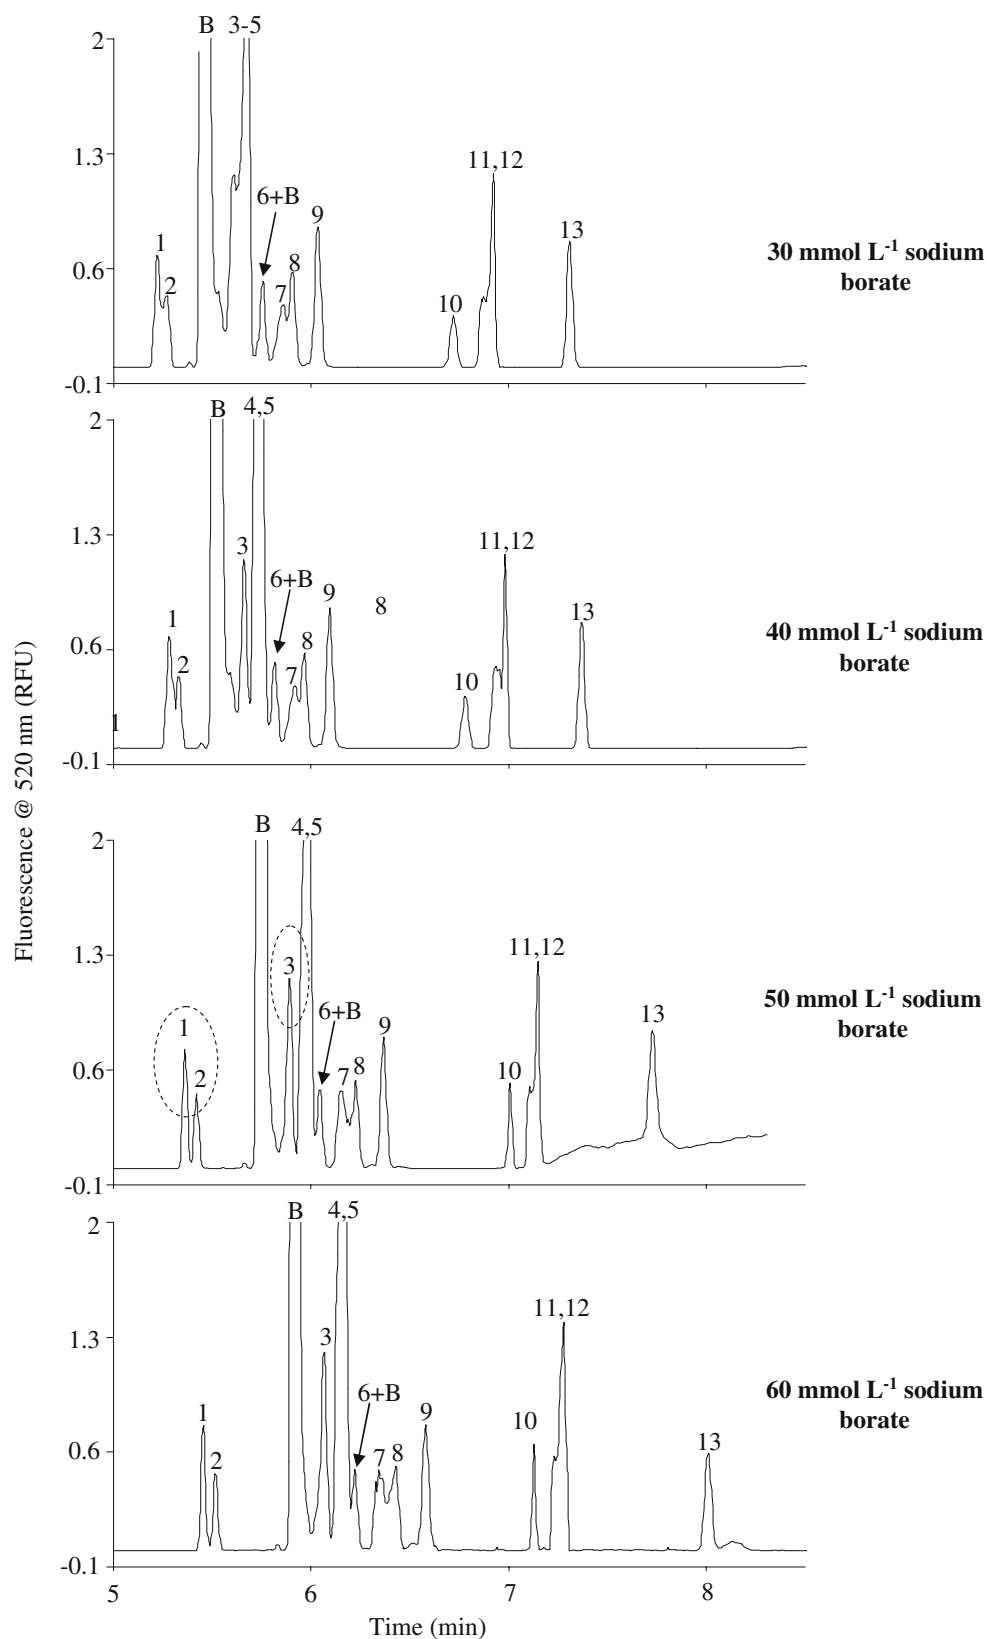 B 3-5
2
1.3
11,12
6+B
9
13
1
8
0.6
2
7
10
30 mmol L-1 sodium
borate
-0.1
B 4,5
2
1.3
3
11,12
6+B
9
8
13
1
8
0.6
2
7
10
1
40 mmol L-1 sodium
borate
-0.1
Fluorescence @ 520 nm (RFU)
B 4,5
2
1.3
11,12
3
6+B
9
13
1
8
0.6
2
7
10
50 mmol L-1 sodium
borate
-0.1
B 4,5
2
11,12
1.3
3
6+B
9
10
1
13
8
0.6
2
7
60 mmol L-1 sodium
borate
-0.1
5 6 7 8
Time (min)